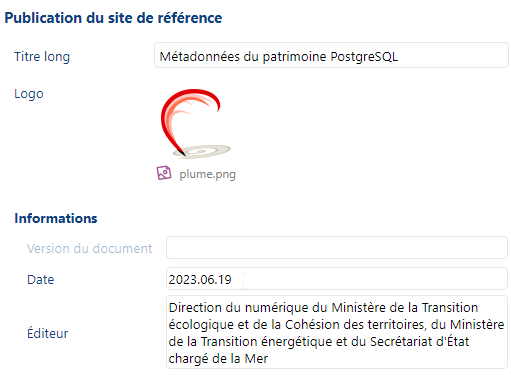 Publication du site de référence
Titre long
Métadonnées du patrimoine PostgreSQL
Logo
plume.png
Informations
Version du document
Date
2023.06.19
Éditeur
Direction du numérique du Ministère de la Transition
écologique et de la Cohésion des territoires, du Ministère
de la Transition énergétique et du Secrétariat d'État
chargé de la Mer